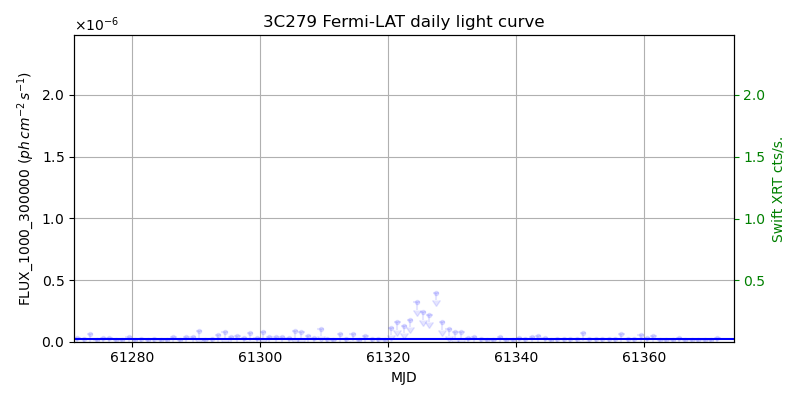 3C279 Fermi-LAT daily light curve
×10⁻⁶
2.0
1.5
1.0
0.5
0.0
FLUX_1000_300000 (ph cm⁻² s⁻¹)
2.0
1.5
1.0
0.5
Swift XRT cts/s.
61280 61300 61320 61340 61360
MJD